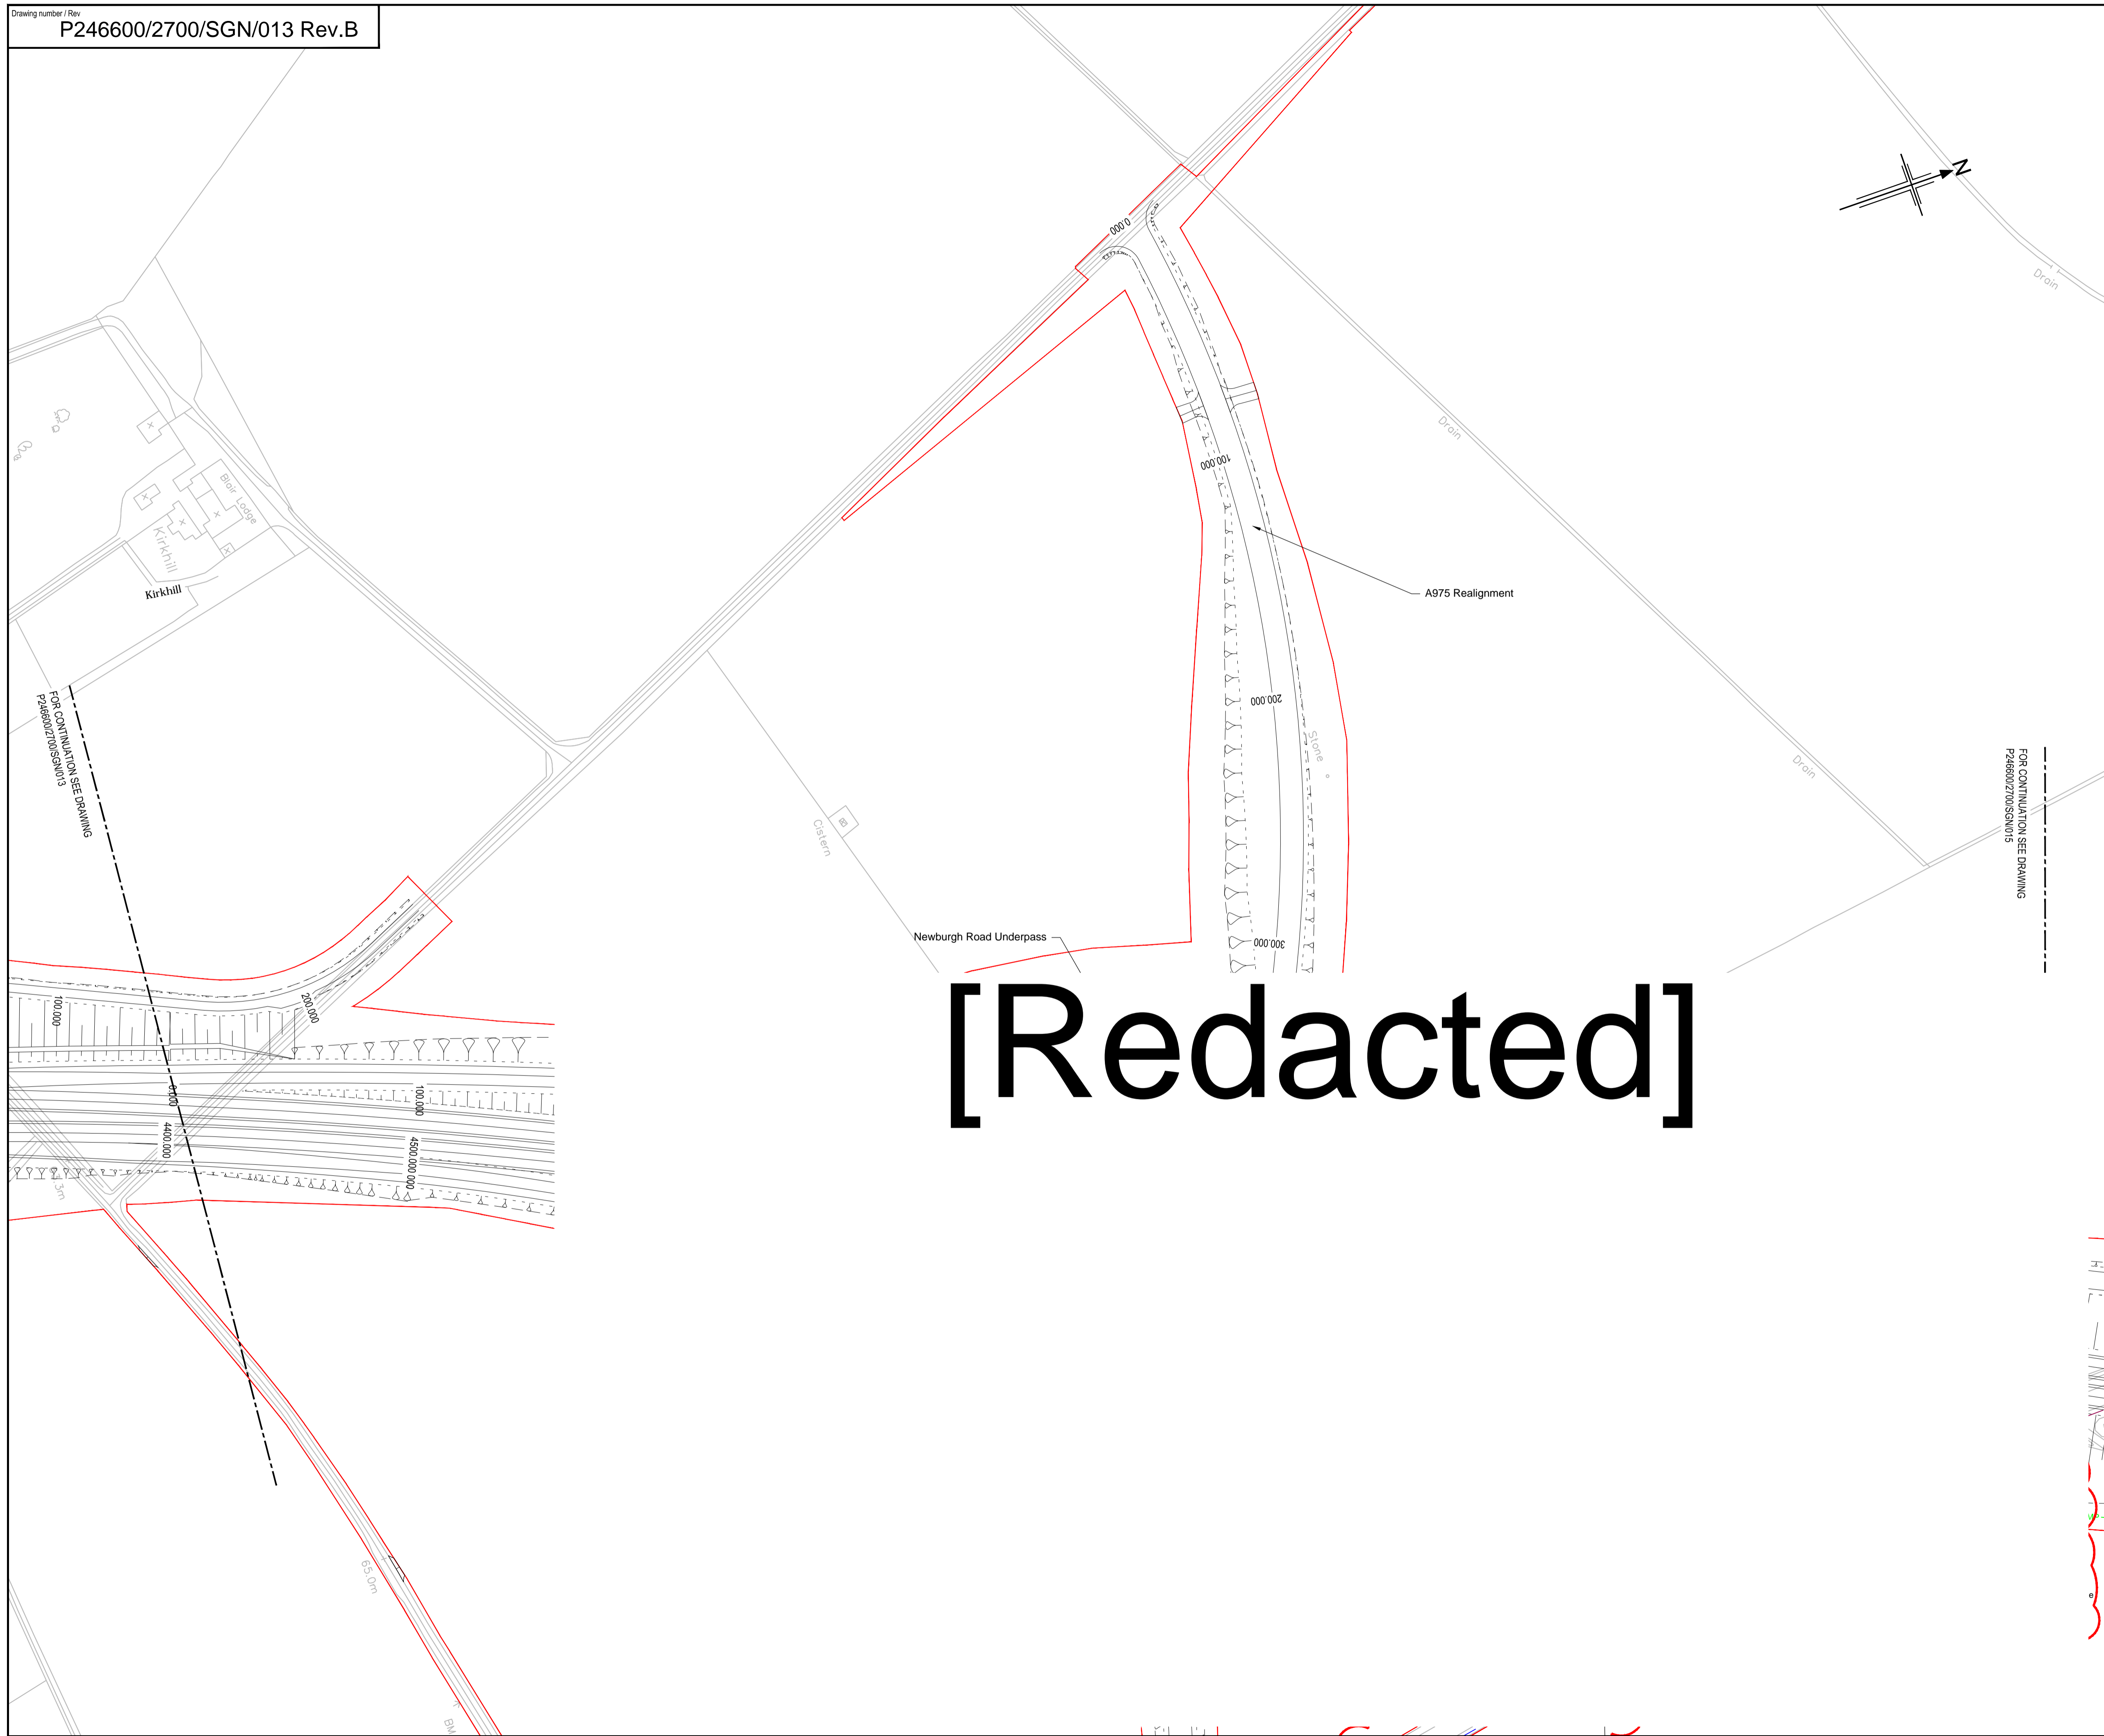 Drawing number / Rev
P246600/2700/SGN/013 Rev.B
N
Drain
0.000
Drain
Blair Lodge
Kirkhill
Kirkhill
100.000
A975 Realignment
200.000
Stone
Drain
FOR CONTINUATION SEE DRAWING
P246600/2700/SGN/013
FOR CONTINUATION SEE DRAWING
P246600/2700/SGN/015
Cistern
Newburgh Road Underpass
300.000
100.000
200.000
[Redacted]
0.000
100.000
4400.000
4500.000.000
.3m
65.0m
BM
e